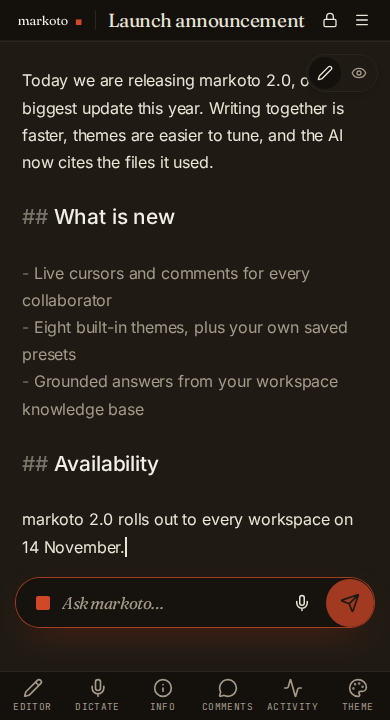 markoto
Launch announcement
Today we are releasing markoto 2.0,
biggest update this year. Writing together is
faster, themes are easier to tune, and the AI
now cites the files it used.
## What is new
- Live cursors and comments for every
collaborator
- Eight built-in themes, plus your own saved
presets
- Grounded answers from your workspace
knowledge base
## Availability
markoto 2.0 rolls out to every workspace on
14 November.
Ask markoto...
EDITOR DICTATE INFO COMMENTS ACTIVITY THEME